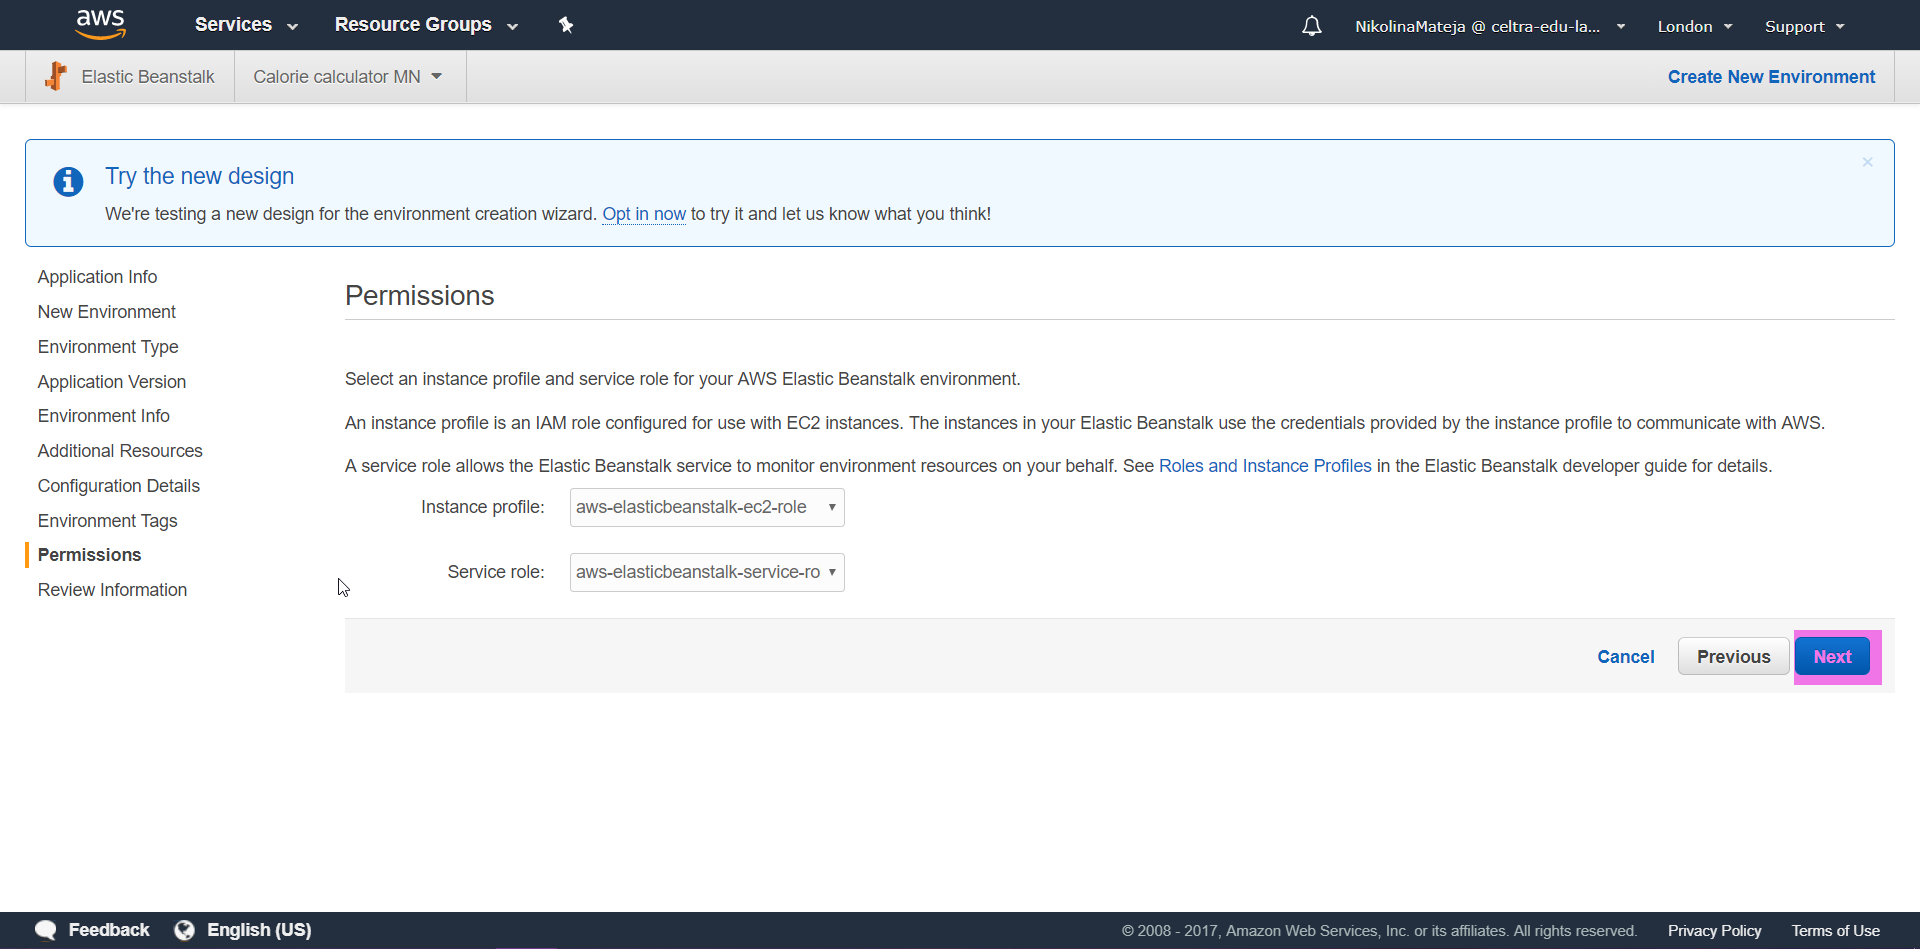 aws Services Resource Groups NikolinaMateja @ celtra-edu-la... London Support
Elastic Beanstalk Calorie calculator MN Create New Environment
Try the new design
We're testing a new design for the environment creation wizard. Opt in now to try it and let us know what you think!
Application Info
New Environment
Environment Type
Application Version
Environment Info
Additional Resources
Configuration Details
Environment Tags
Permissions
Review Information
Permissions
Select an instance profile and service role for your AWS Elastic Beanstalk environment.
An instance profile is an IAM role configured for use with EC2 instances. The instances in your Elastic Beanstalk use the credentials provided by the instance profile to communicate with AWS.
A service role allows the Elastic Beanstalk service to monitor environment resources on your behalf. See Roles and Instance Profiles in the Elastic Beanstalk developer guide for details.
Instance profile: aws-elasticbeanstalk-ec2-role
Service role: aws-elasticbeanstalk-service-ro
Cancel Previous Next
Feedback English (US) © 2008 - 2017, Amazon Web Services, Inc. or its affiliates. All rights reserved. Privacy Policy Terms of Use